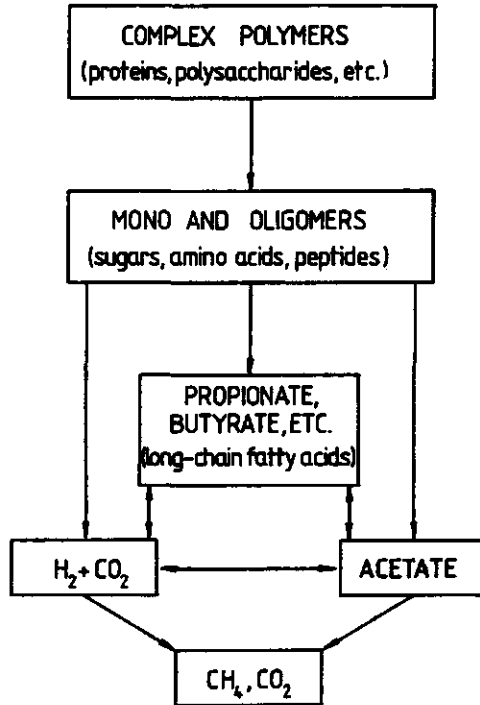 COMPLEX POLYMERS
(proteins, polysaccharides, etc.)
MONO AND OLIGOMERS
(sugars, amino acids, peptides)
PROPIONATE,
BUTYRATE, ETC.
(long-chain fatty acids)
H₂ + CO₂
ACETATE
CH₄, CO₂